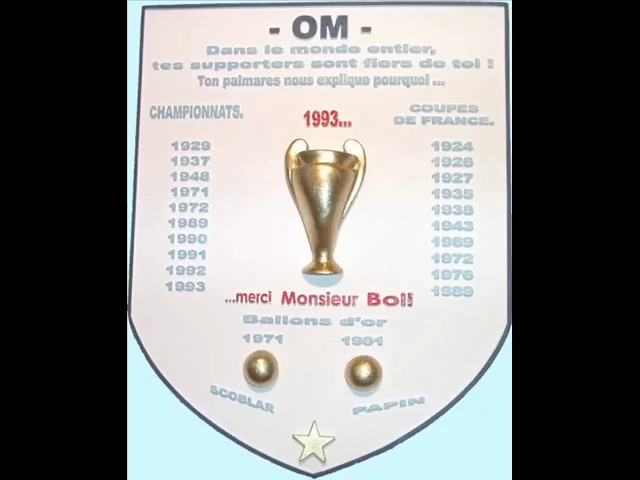 - OM -
Dans le monde entier,
tes supporters sont fiers de toi !
Ton palmares nous explique pourquoi ...
CHAMPIONNATS.
1929
1937
1948
1971
1972
1989
1990
1991
1992
1993
1993...
...merci Monsieur
COUPES
DE FRANCE.
1924
1926
1927
1935
1938
1943
1969
1972
1976
1989
Ballons d'or
1971
SCOBLAR
1991
PAPIN